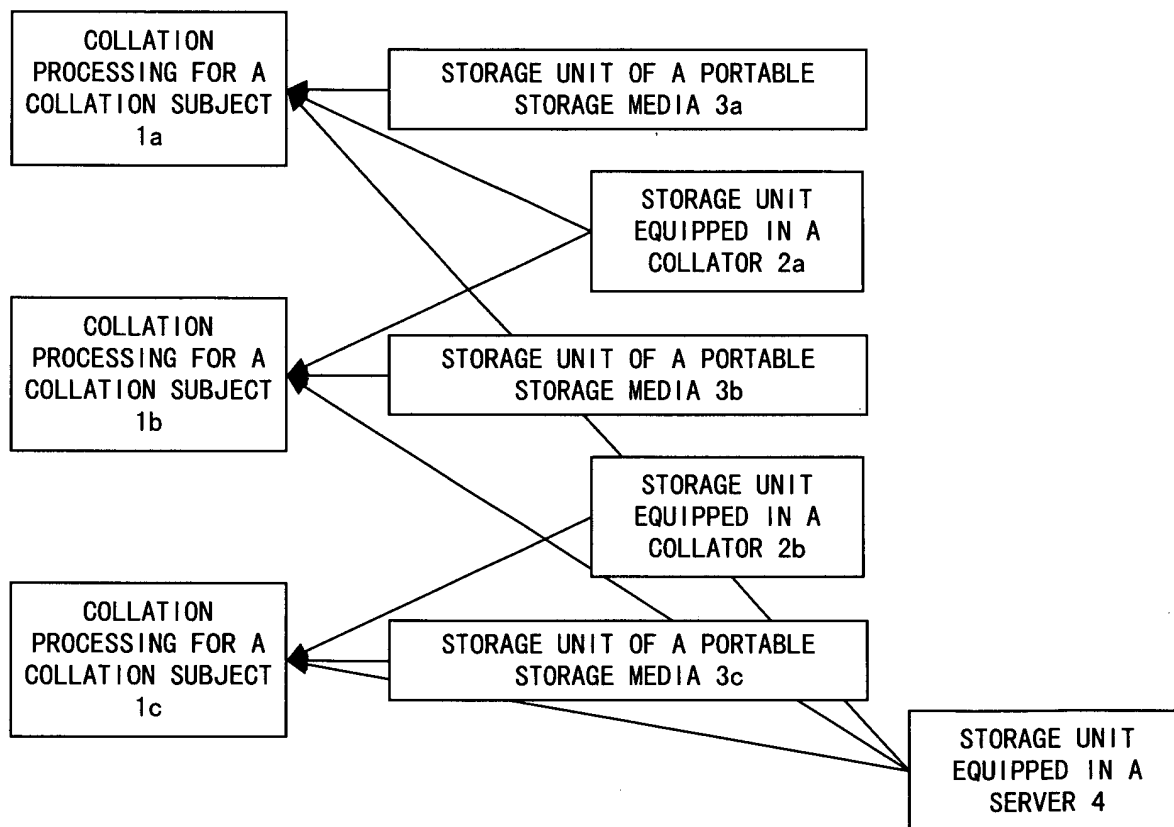 COLLATION
PROCESSING FOR A
COLLATION SUBJECT
1a
STORAGE UNIT OF A PORTABLE
STORAGE MEDIA 3a
STORAGE UNIT
EQUIPPED IN A
COLLATOR 2a
COLLATION
PROCESSING FOR A
COLLATION SUBJECT
1b
STORAGE UNIT OF A PORTABLE
STORAGE MEDIA 3b
STORAGE UNIT
EQUIPPED IN A
COLLATOR 2b
COLLATION
PROCESSING FOR A
COLLATION SUBJECT
1c
STORAGE UNIT OF A PORTABLE
STORAGE MEDIA 3c
STORAGE UNIT
EQUIPPED IN A
SERVER 4